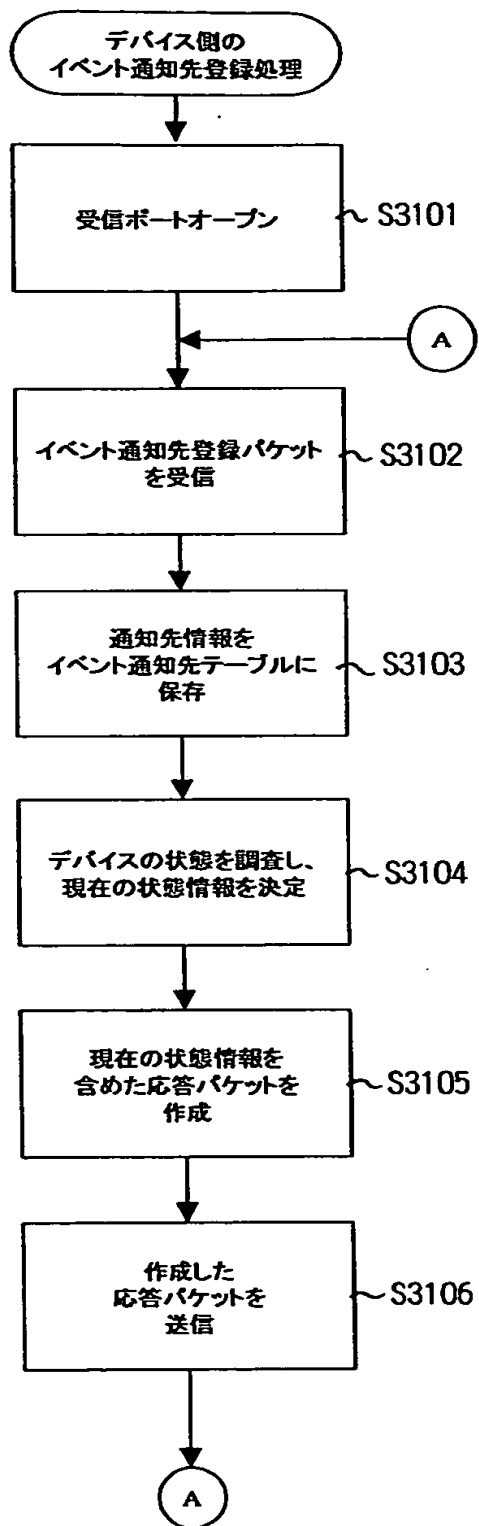 デバイス側の
イベント通知先登録処理
受信ポートオープン
S3101
A
イベント通知先登録パケット
を受信
S3102
通知先情報を
イベント通知先テーブルに
保存
S3103
デバイスの状態を調査し、
現在の状態情報を決定
S3104
現在の状態情報を
含めた応答パケットを
作成
S3105
作成した
応答パケットを
送信
S3106
A